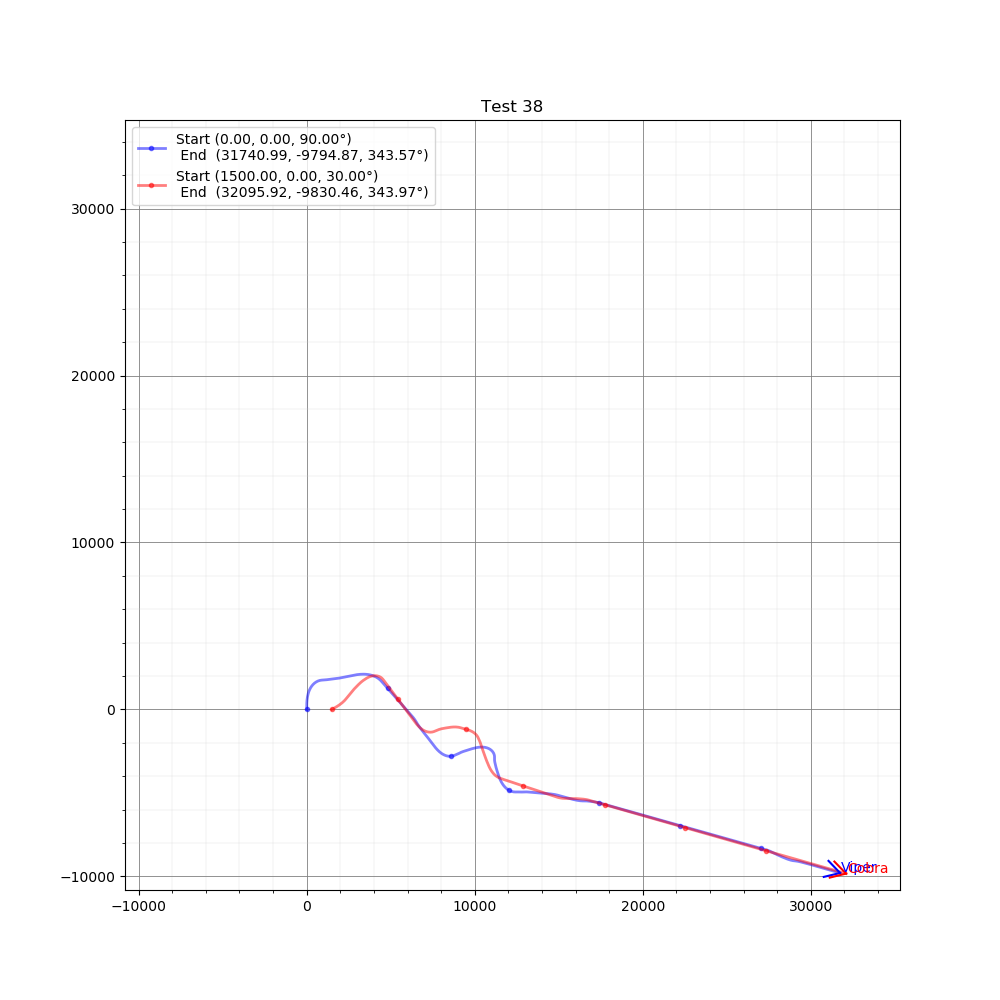 Test 38
Start (0.00, 0.00, 90.00°)
End (31740.99, -9794.87, 343.57°)
Start (1500.00, 0.00, 30.00°)
End (32095.92, -9830.46, 343.97°)
30000
20000
10000
0
−10000
Viper
Cobra
−10000 0 10000 20000 30000